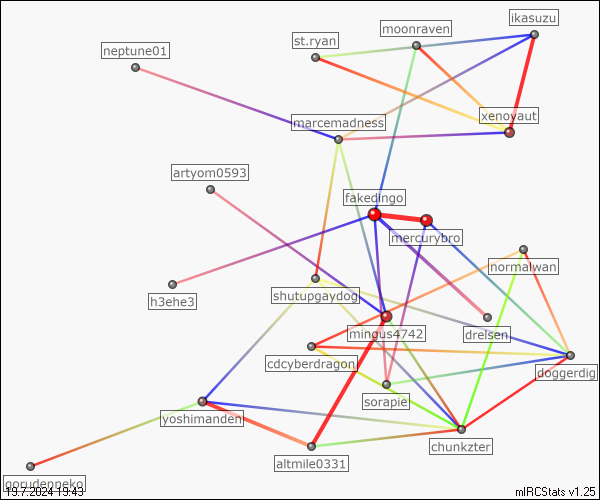 ikasuzu
moonraven
st.ryan
neptune01
xenovaut
marcemadness
artyom0593
fakedingo
mercurybro
normalwan
h3ehe3
shutupgaydog
mingus4742
drelsen
cdcyberdragon
doggerdig
sorapie
yoshimanden
chunkzter
altmile0331
gorudenneko
19.7.2024 19:43
mIRCStats v1.25